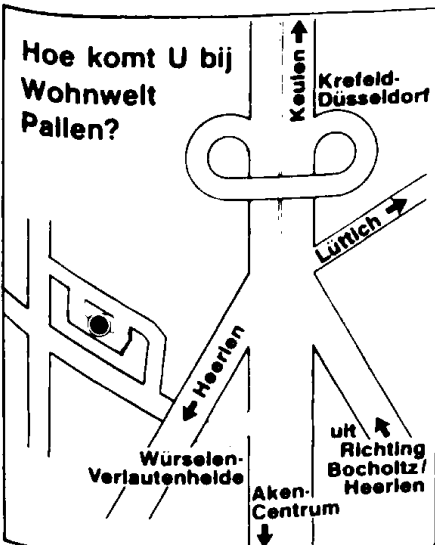 Hoe komt U bij
Wohnwelt
Pallen?
Keulen
Krefeld-
Düsseldorf
Lüttich
Heerlen
Würselen-
Verlautenheide
Aken-
Centrum
uit
Richting
Bocholtz/
Heerlen